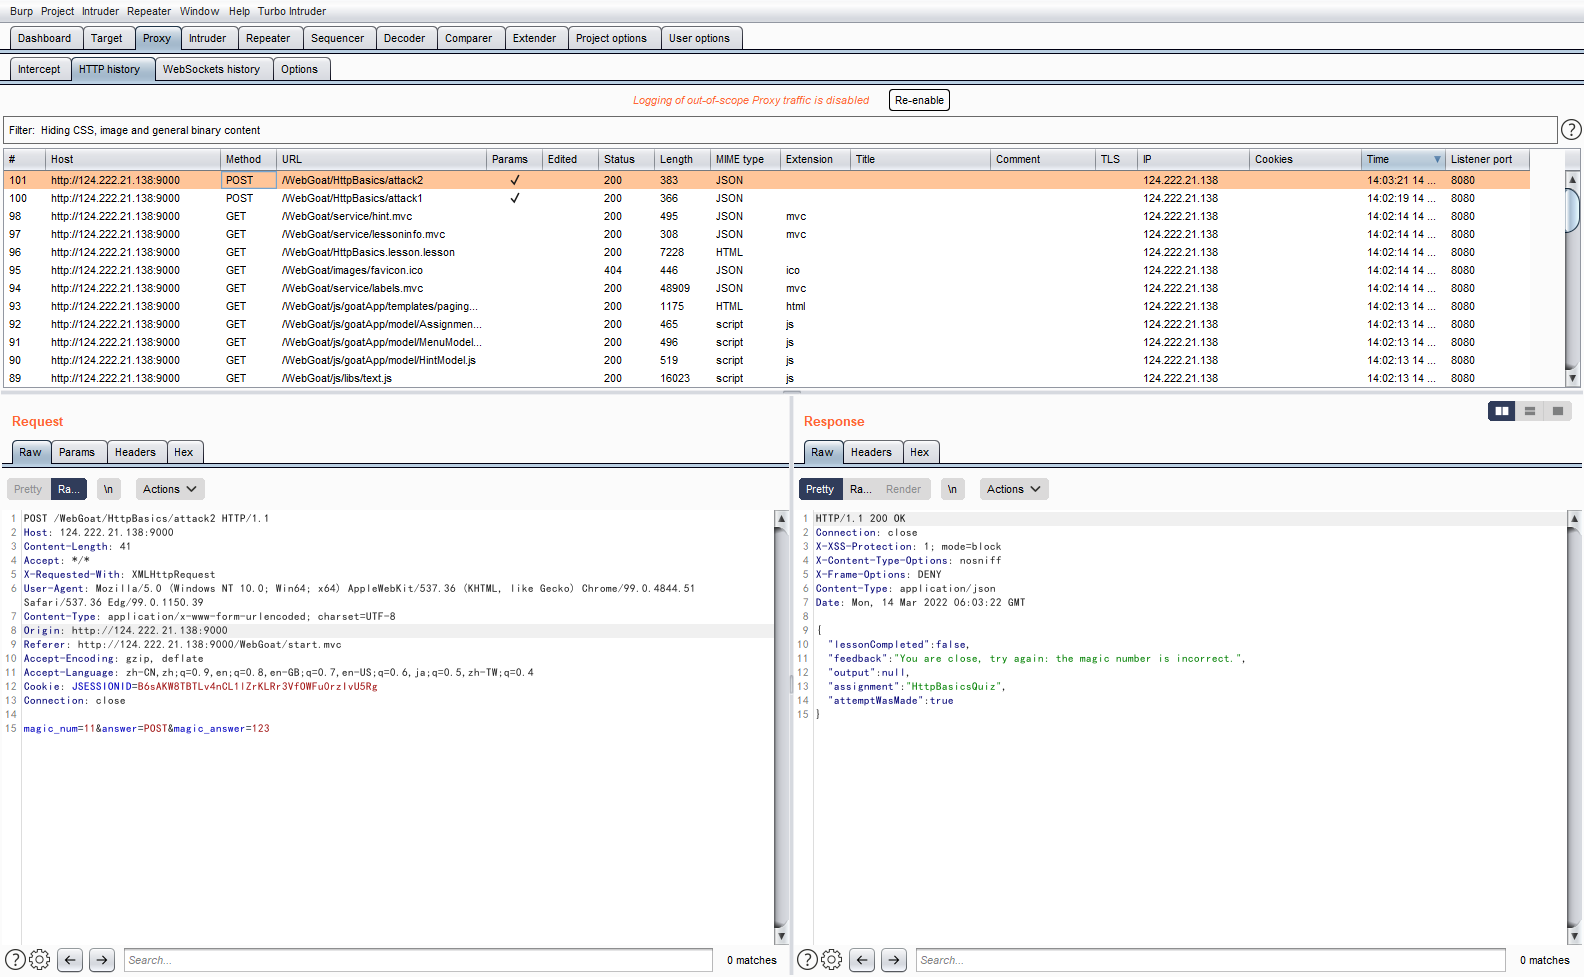 Burp Project Intruder Repeater Window Help Turbo Intruder
Dashboard Target Proxy Intruder Repeater Sequencer Decoder Comparer Extender Project options User options
Intercept HTTP history WebSockets history Options
Logging of out-of-scope Proxy traffic is disabled Re-enable
Filter: Hiding CSS, image and general binary content ?
# Host Method URL Params Edited Status Length MIME type Extension Title Comment TLS IP Cookies Time Listener port
101 http://124.222.21.138:9000 POST /WebGoat/HttpBasics/attack2 ✓ 200 383 JSON 124.222.21.138 14:03:21 14 ... 8080
100 http://124.222.21.138:9000 POST /WebGoat/HttpBasics/attack1 ✓ 200 366 JSON 124.222.21.138 14:02:19 14 ... 8080
98 http://124.222.21.138:9000 GET /WebGoat/service/hint.mvc 200 495 JSON mvc 124.222.21.138 14:02:14 14 ... 8080
97 http://124.222.21.138:9000 GET /WebGoat/service/lessoninfo.mvc 200 308 JSON mvc 124.222.21.138 14:02:14 14 ... 8080
96 http://124.222.21.138:9000 GET /WebGoat/HttpBasics.lesson.lesson 200 7228 HTML 124.222.21.138 14:02:14 14 ... 8080
95 http://124.222.21.138:9000 GET /WebGoat/images/favicon.ico 404 446 JSON ico 124.222.21.138 14:02:14 14 ... 8080
94 http://124.222.21.138:9000 GET /WebGoat/service/labels.mvc 200 48909 JSON mvc 124.222.21.138 14:02:14 14 ... 8080
93 http://124.222.21.138:9000 GET /WebGoat/js/goatApp/templates/paging... 200 1175 HTML html 124.222.21.138 14:02:13 14 ... 8080
92 http://124.222.21.138:9000 GET /WebGoat/js/goatApp/model/Assignmen... 200 465 script js 124.222.21.138 14:02:13 14 ... 8080
91 http://124.222.21.138:9000 GET /WebGoat/js/goatApp/model/MenuModel... 200 496 script js 124.222.21.138 14:02:13 14 ... 8080
90 http://124.222.21.138:9000 GET /WebGoat/js/goatApp/model/HintModel.js 200 519 script js 124.222.21.138 14:02:13 14 ... 8080
89 http://124.222.21.138:9000 GET /WebGoat/js/libs/text.js 200 16023 script js 124.222.21.138 14:02:13 14 ... 8080
Request
Raw Params Headers Hex
Pretty Ra... \n Actions
1 POST /WebGoat/HttpBasics/attack2 HTTP/1.1
2 Host: 124.222.21.138:9000
3 Content-Length: 41
4 Accept: */*
5 X-Requested-With: XMLHttpRequest
6 User-Agent: Mozilla/5.0 (Windows NT 10.0; Win64; x64) AppleWebKit/537.36 (KHTML, like Gecko) Chrome/99.0.4844.51
Safari/537.36 Edg/99.0.1150.39
7 Content-Type: application/x-www-form-urlencoded; charset=UTF-8
8 Origin: http://124.222.21.138:9000
9 Referer: http://124.222.21.138:9000/WebGoat/start.mvc
10 Accept-Encoding: gzip, deflate
11 Accept-Language: zh-CN,zh;q=0.9,en;q=0.8,en-GB;q=0.7,en-US;q=0.6,ja;q=0.5,zh-TW;q=0.4
12 Cookie: JSESSIONID=B6sAKW8TBTLv4nCL1lZrKLRr3VfOWFuOrzIvU5Rg
13 Connection: close
14
15 magic_num=11&answer=POST&magic_answer=123
? Search... 0 matches
Response
Raw Headers Hex
Pretty Ra... Render \n Actions
1 HTTP/1.1 200 OK
2 Connection: close
3 X-XSS-Protection: 1; mode=block
4 X-Content-Type-Options: nosniff
5 X-Frame-Options: DENY
6 Content-Type: application/json
7 Date: Mon, 14 Mar 2022 06:03:22 GMT
8
9 {
10 "lessonCompleted":false,
11 "feedback":"You are close, try again: the magic number is incorrect.",
12 "output":null,
13 "assignment":"HttpBasicsQuiz",
14 "attemptWasMade":true
15 }
? Search... 0 matches